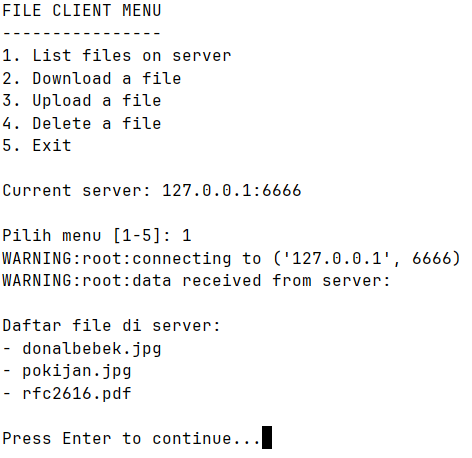 FILE CLIENT MENU
----------------
1. List files on server
2. Download a file
3. Upload a file
4. Delete a file
5. Exit
Current server: 127.0.0.1:6666
Pilih menu [1-5]: 1
WARNING:root:connecting to ('127.0.0.1', 6666)
WARNING:root:data received from server:
Daftar file di server:
- donalbebek.jpg
- pokijan.jpg
- rfc2616.pdf
Press Enter to continue...